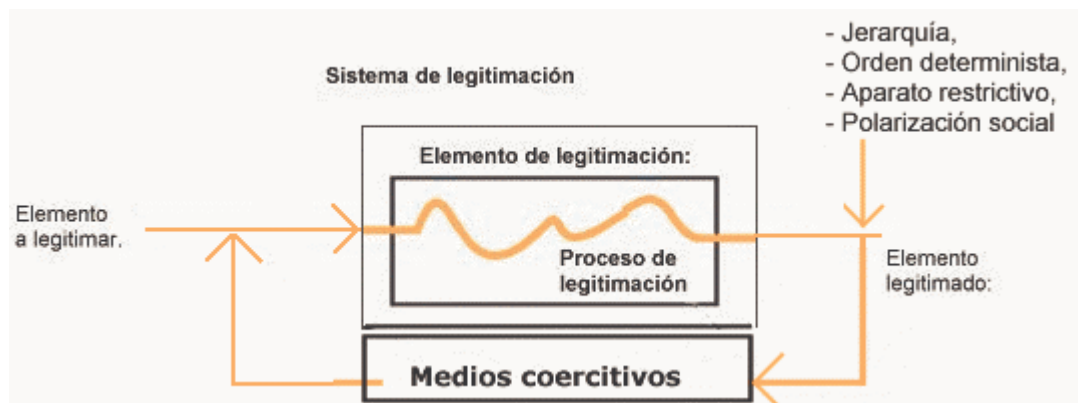 - Jerarquía,
- Orden determinista,
- Aparato restrictivo,
- Polarización social
Sistema de legitimación
Elemento de legitimación:
Elemento
a legitimar.
Proceso de
legitimación
Elemento
legitimado:
Medios coercitivos